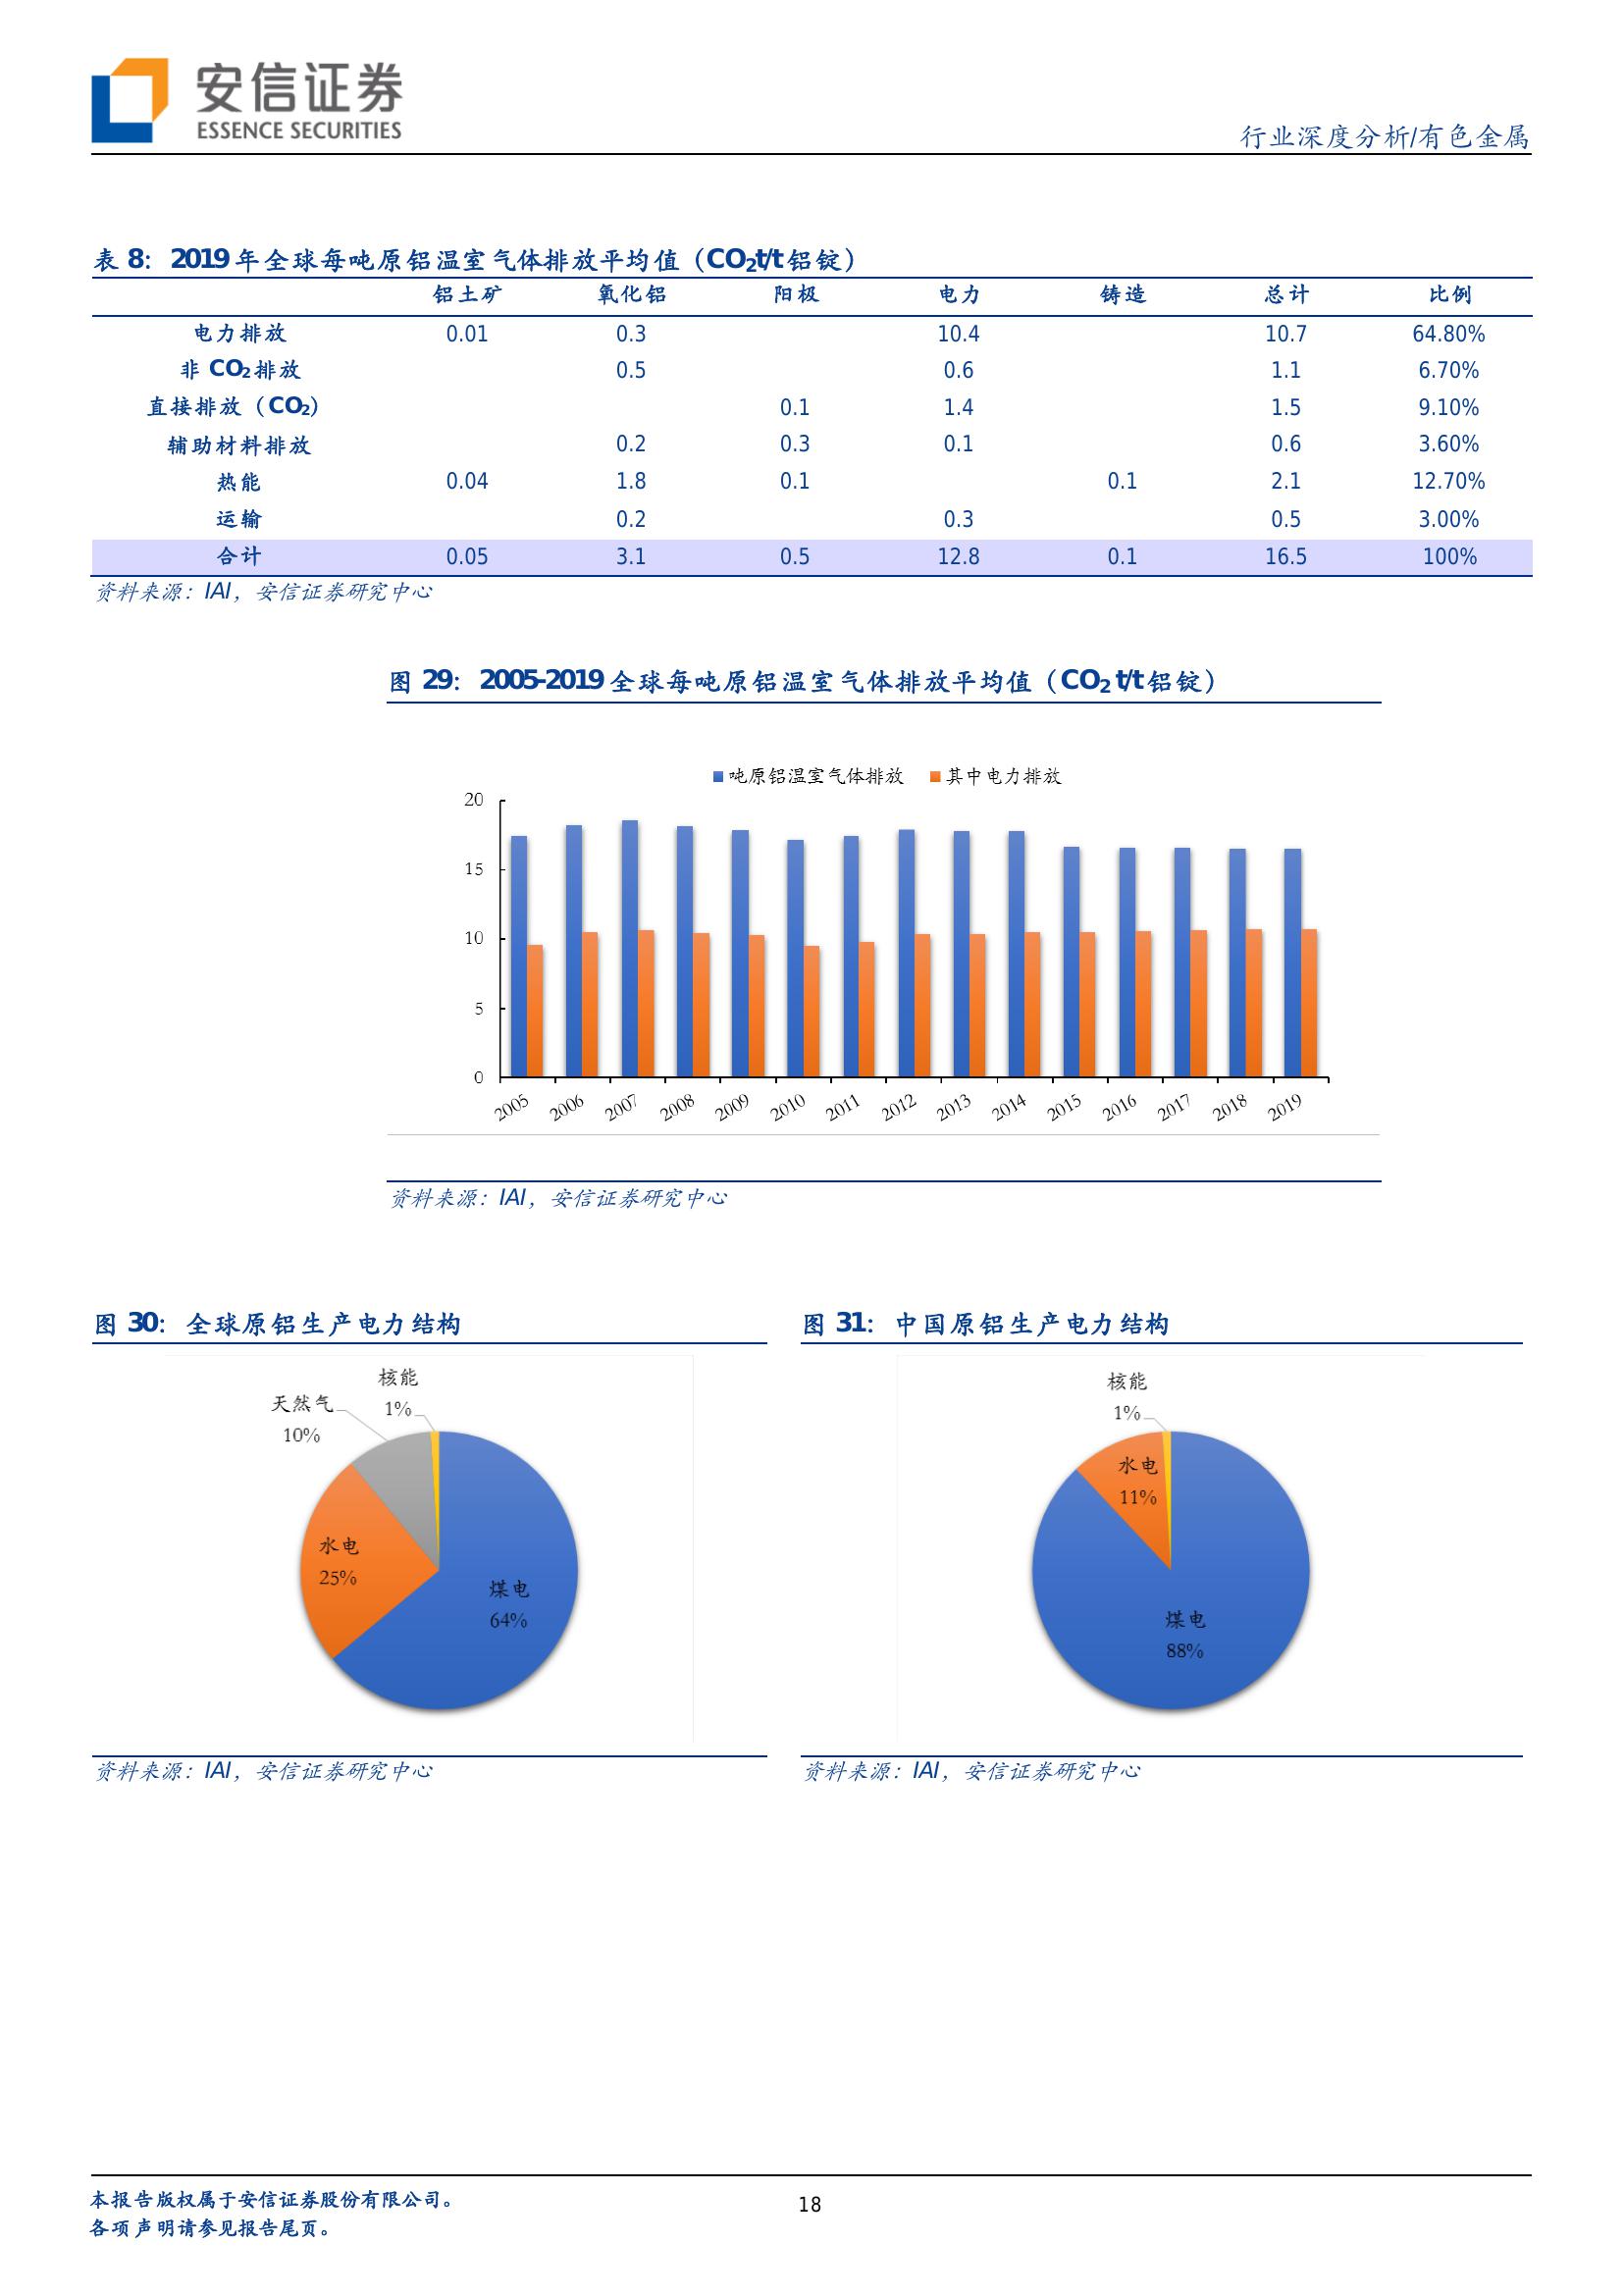 安信证券
ESSENCE SECURITIES
行业深度分析/有色金属
表 8: 2019 年全球每吨原铝温室气体排放平均值（CO₂t/t 铝锭）
铝土矿 氧化铝 阳极 电力 铸造 总计 比例
电力排放 0.01 0.3 10.4 10.7 64.80%
非 CO₂排放 0.5 0.6 1.1 6.70%
直接排放（CO₂） 0.1 1.4 1.5 9.10%
辅助材料排放 0.2 0.3 0.1 0.6 3.60%
热能 0.04 1.8 0.1 0.1 2.1 12.70%
运输 0.2 0.3 0.5 3.00%
合计 0.05 3.1 0.5 12.8 0.1 16.5 100%
资料来源：IAI，安信证券研究中心
图 29: 2005-2019 全球每吨原铝温室气体排放平均值（CO₂ t/t 铝锭）
吨原铝温室气体排放 其中电力排放
20
15
10
5
0
2005 2006 2007 2008 2009 2010 2011 2012 2013 2014 2015 2016 2017 2018 2019
资料来源：IAI，安信证券研究中心
图 30: 全球原铝生产电力结构
核能
1%
天然气
10%
水电
25%
煤电
64%
资料来源：IAI，安信证券研究中心
图 31: 中国原铝生产电力结构
核能
1%
水电
11%
煤电
88%
资料来源：IAI，安信证券研究中心
本报告版权属于安信证券股份有限公司。
各项声明请参见报告尾页。
18